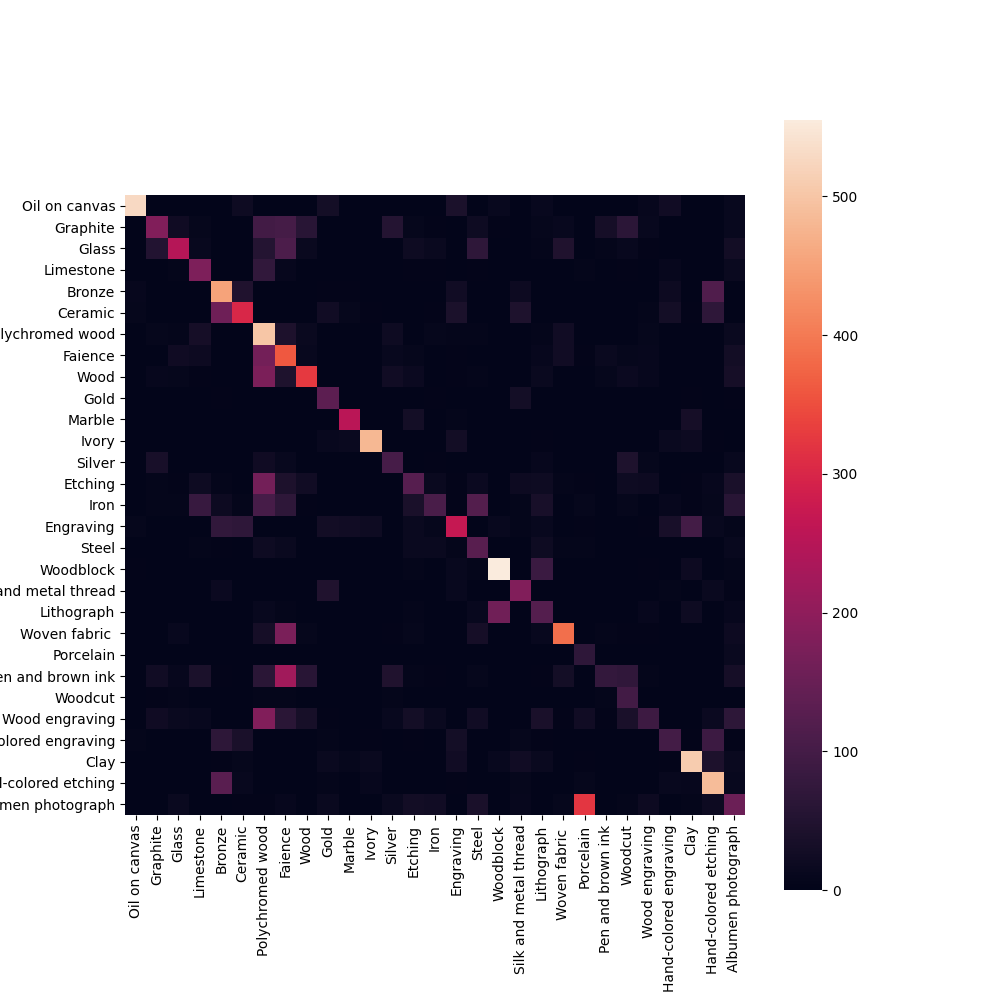 Oil on canvas
Graphite
Glass
Limestone
Bronze
Ceramic
lychromed wood
Faience
Wood
Gold
Marble
Ivory
Silver
Etching
Iron
Engraving
Steel
Woodblock
and metal thread
Lithograph
Woven fabric
Porcelain
en and brown ink
Woodcut
Wood engraving
olored engraving
Clay
d-colored etching
umen photograph
Oil on canvas
Graphite
Glass
Limestone
Bronze
Ceramic
Polychromed wood
Faience
Wood
Gold
Marble
Ivory
Silver
Etching
Iron
Engraving
Steel
Woodblock
Silk and metal thread
Lithograph
Woven fabric
Porcelain
Pen and brown ink
Woodcut
Wood engraving
Hand-colored engraving
Clay
Hand-colored etching
Albumen photograph
500
400
300
200
100
0